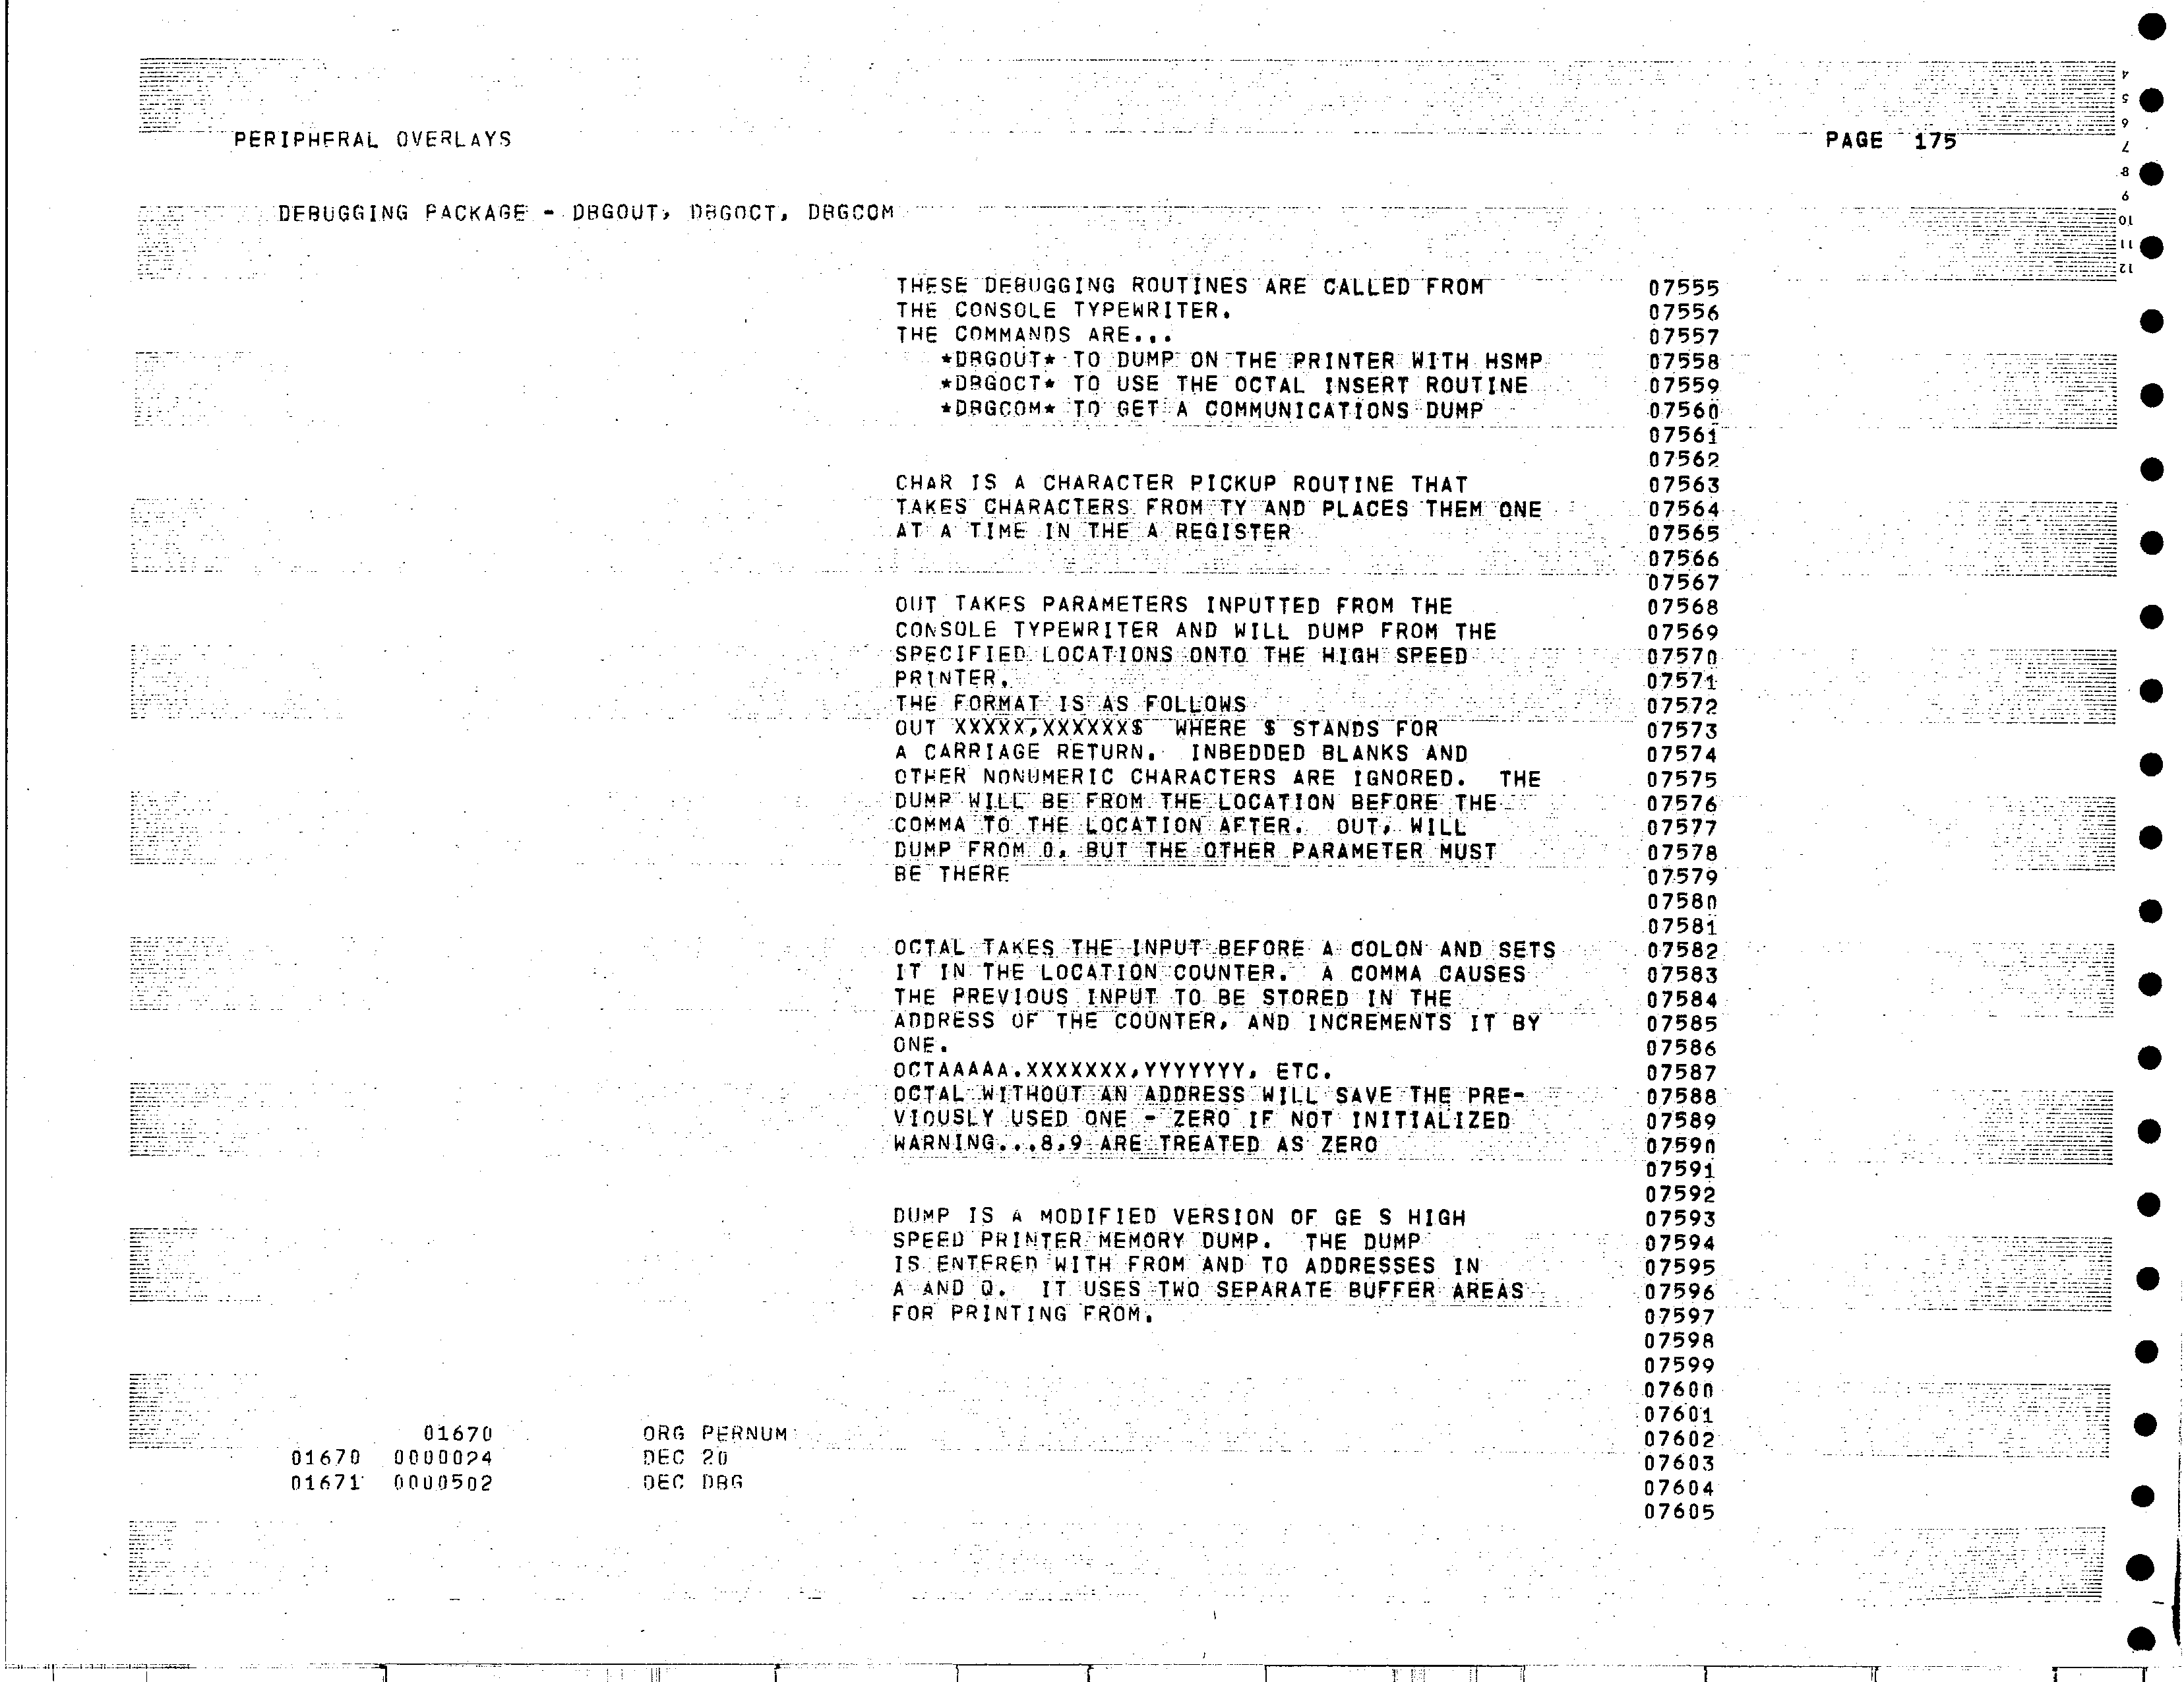 PERIPHERAL OVERLAYS PAGE 175
DEBUGGING PACKAGE - DBGOUT, DBGOCT, DBGCOM
THESE DEBUGGING ROUTINES ARE CALLED FROM 07555
THE CONSOLE TYPEWRITER. 07556
THE COMMANDS ARE... 07557
*DBGOUT* TO DUMP ON THE PRINTER WITH HSMP 07558
*DBGOCT* TO USE THE OCTAL INSERT ROUTINE 07559
*DBGCOM* TO GET A COMMUNICATIONS DUMP 07560
07561
07562
CHAR IS A CHARACTER PICKUP ROUTINE THAT 07563
TAKES CHARACTERS FROM TY AND PLACES THEM ONE 07564
AT A TIME IN THE A REGISTER 07565
07566
07567
OUT TAKES PARAMETERS INPUTTED FROM THE 07568
CONSOLE TYPEWRITER AND WILL DUMP FROM THE 07569
SPECIFIED LOCATIONS ONTO THE HIGH SPEED 07570
PRINTER. 07571
THE FORMAT IS AS FOLLOWS 07572
OUT XXXXX,XXXXXX$ WHERE $ STANDS FOR 07573
A CARRIAGE RETURN. INBEDDED BLANKS AND 07574
OTHER NONUMERIC CHARACTERS ARE IGNORED. THE 07575
DUMP WILL BE FROM THE LOCATION BEFORE THE 07576
COMMA TO THE LOCATION AFTER. OUT, WILL 07577
DUMP FROM 0, BUT THE OTHER PARAMETER MUST 07578
BE THERE 07579
07580
07581
OCTAL TAKES THE INPUT BEFORE A COLON AND SETS 07582
IT IN THE LOCATION COUNTER. A COMMA CAUSES 07583
THE PREVIOUS INPUT TO BE STORED IN THE 07584
ADDRESS OF THE COUNTER, AND INCREMENTS IT BY 07585
ONE. 07586
OCTAAAAA.XXXXXXX,YYYYYYY, ETC. 07587
OCTAL WITHOUT AN ADDRESS WILL SAVE THE PRE- 07588
VIOUSLY USED ONE - ZERO IF NOT INITIALIZED 07589
WARNING...8,9 ARE TREATED AS ZERO 07590
07591
07592
DUMP IS A MODIFIED VERSION OF GE S HIGH 07593
SPEED PRINTER MEMORY DUMP. THE DUMP 07594
IS ENTERED WITH FROM AND TO ADDRESSES IN 07595
A AND Q. IT USES TWO SEPARATE BUFFER AREAS 07596
FOR PRINTING FROM. 07597
07598
07599
07600
07601
01670 ORG PERNUM 07602
01670 0000024 DEC 20 07603
01671 0000502 DEC DBG 07604
07605
4
5
6
7
8
9
10
11
12